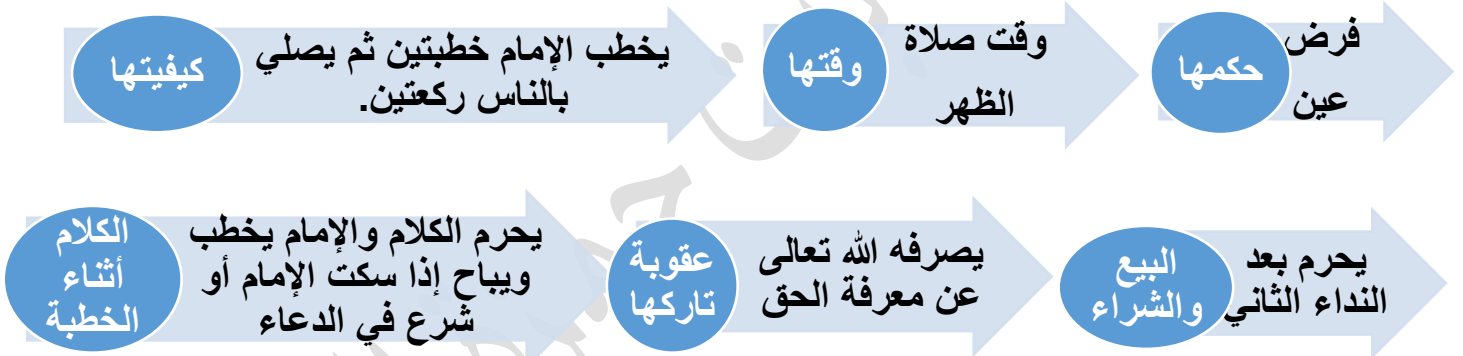 حكمها
فرض
عين
وقتها
وقت صلاة
الظهر
كيفيتها
يخطب الإمام خطبتين ثم يصلي
بالناس ركعتين.
البيع
والشراء
يحرم بعد
النداء الثاني
عقوبة
تاركها
يصرفه الله تعالى
عن معرفة الحق
الكلام
أثناء
الخطبة
يحرم الكلام والإمام يخطب
ويباح إذا سكت الإمام أو
شرع في الدعاء